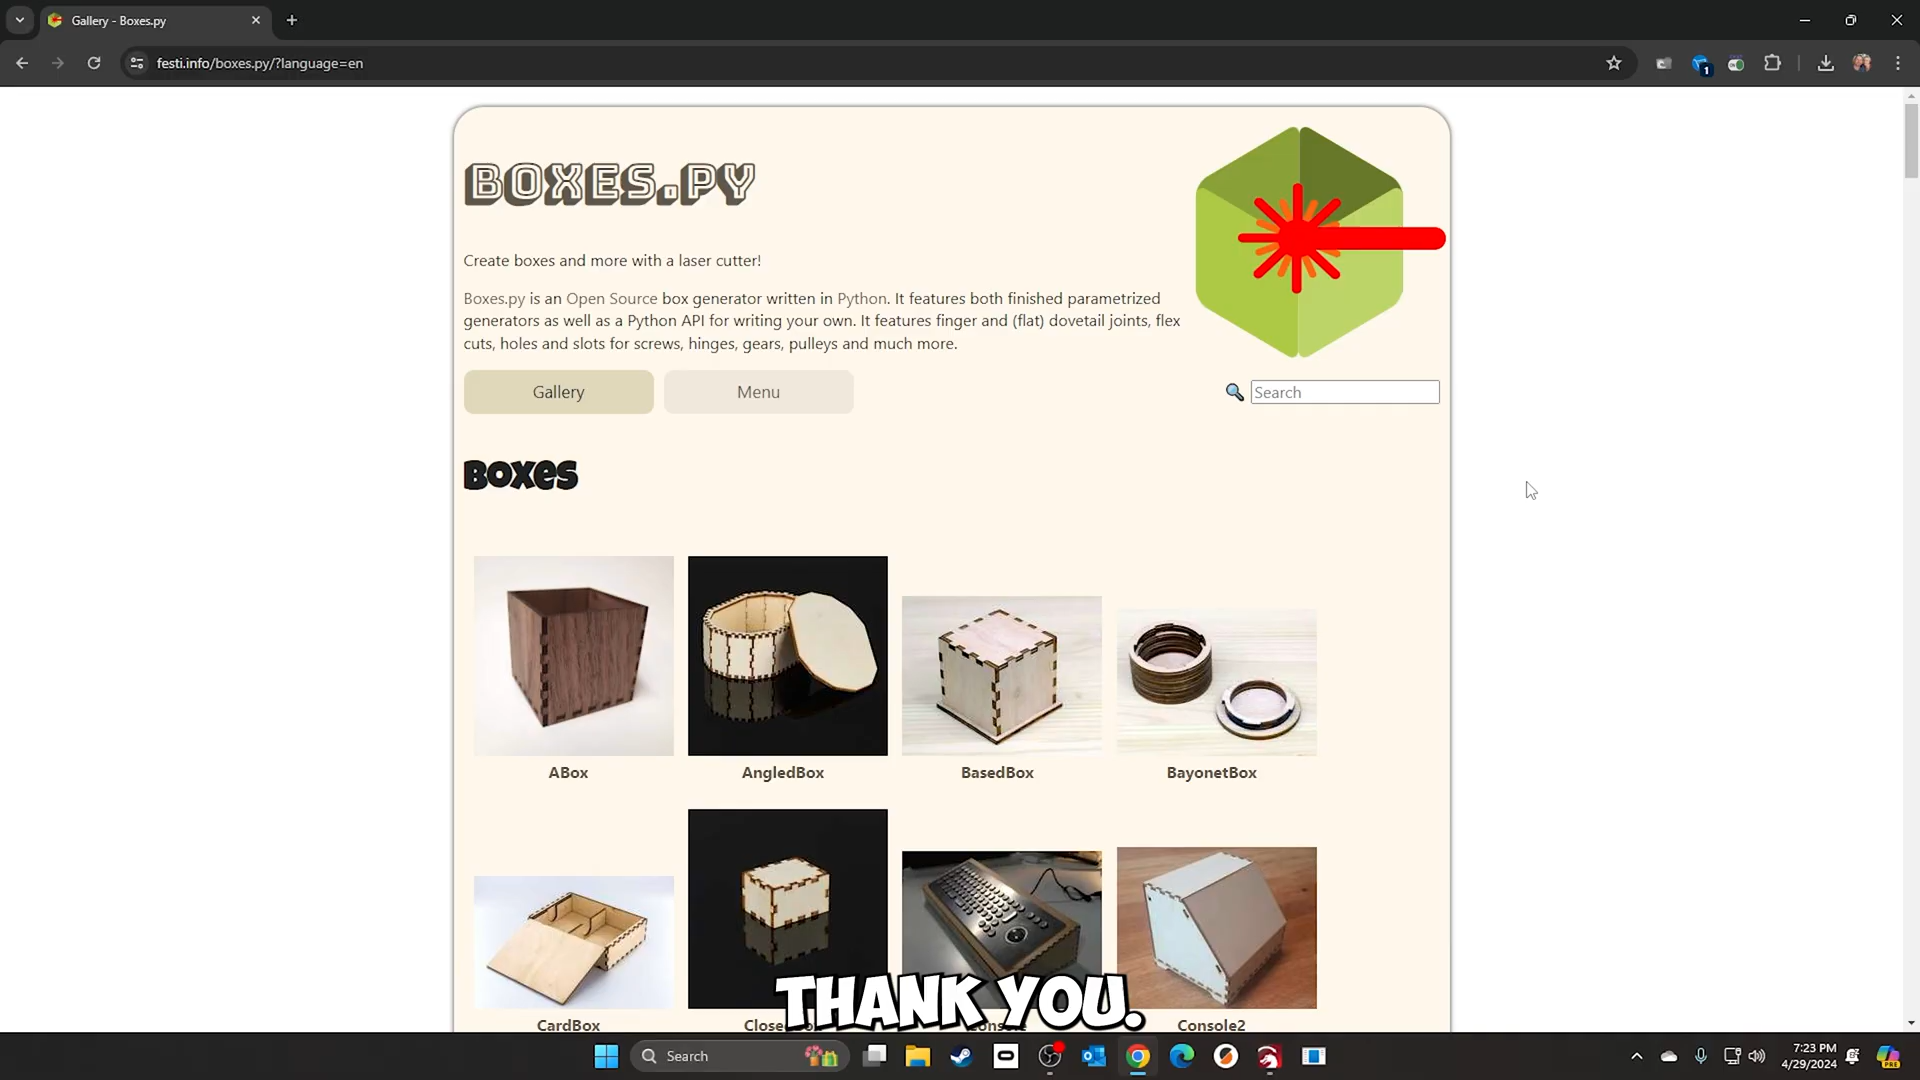 Gallery - Boxes.py
festi.info/boxes.py/?language=en
1
BOXES.PY
Create boxes and more with a laser cutter!
Boxes.py is an Open Source box generator written in Python. It features both finished parametrized
generators as well as a Python API for writing your own. It features finger and (flat) dovetail joints, flex
cuts, holes and slots for screws, hinges, gears, pulleys and much more.
Gallery
Menu
Search
Boxes
ABox
AngledBox
BasedBox
BayonetBox
CardBox
Console2
THANK YOU.
Search
7:23 PM
4/29/2024